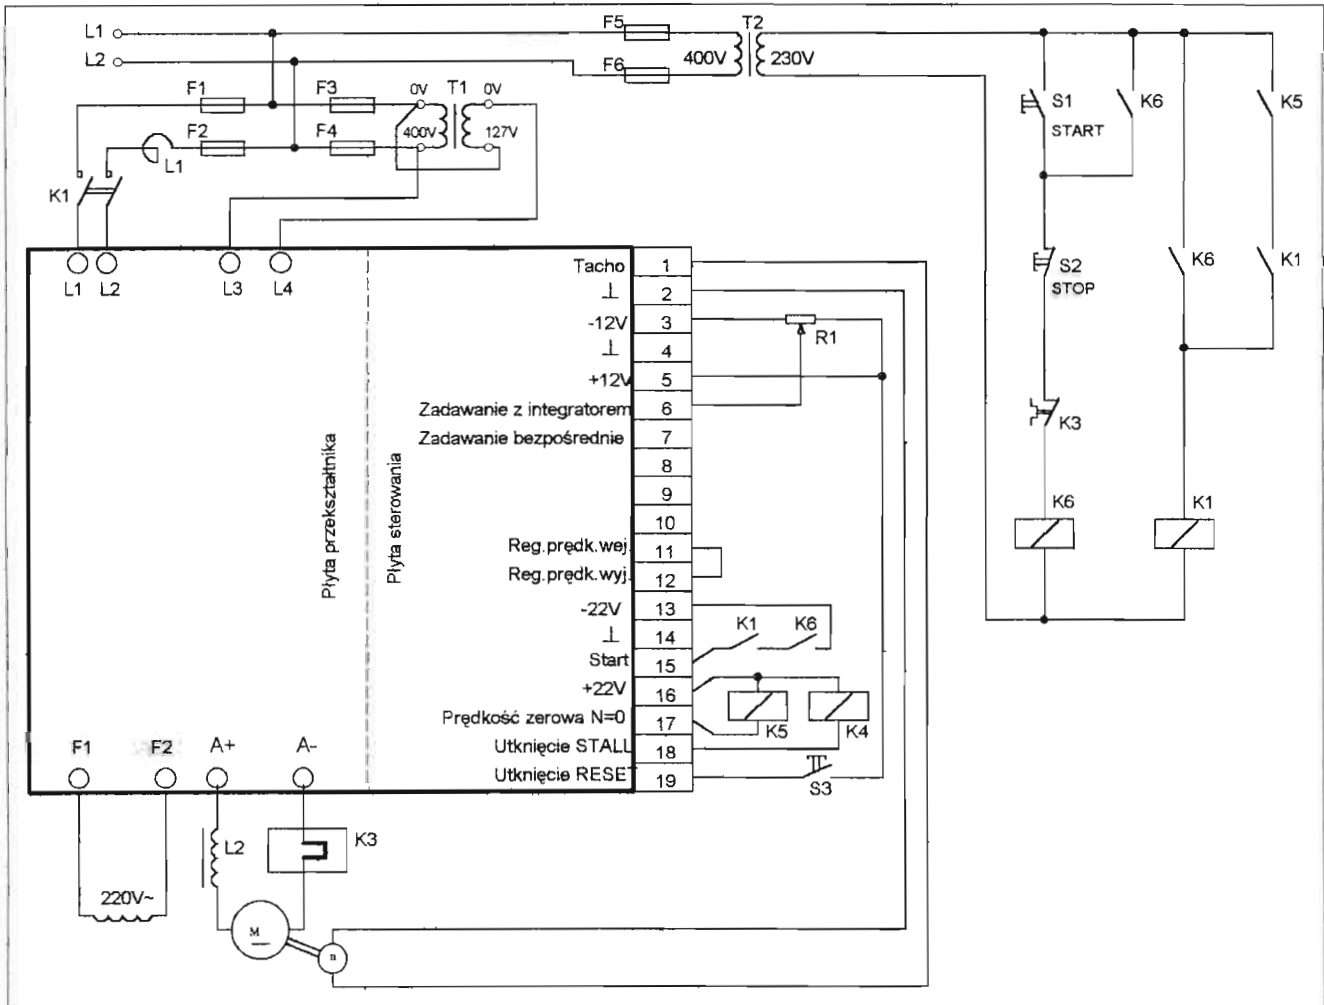 L1
L2
F5
F6
T2
400V
230V
F1
F3
0V
T1
0V
F2
F4
400V
127V
L1
K1
S1
START
K6
K5
S2
STOP
K6
K1
K3
K6
K1
L1
L2
L3
L4
Płyta przekształtnika
Płyta sterowania
Tacho 1
⊥ 2
-12V 3
⊥ 4
+12V 5
Zadawanie z integratorem 6
Zadawanie bezpośrednie 7
8
9
10
Reg.prędk.wej. 11
Reg.prędk.wyj. 12
-22V 13
⊥ 14
Start 15
+22V 16
Prędkość zerowa N=0 17
Utknięcie STALL 18
Utknięcie RESET 19
R1
K1
K6
K5
K4
S3
F1
F2
A+
A-
L2
K3
220V~
M
n